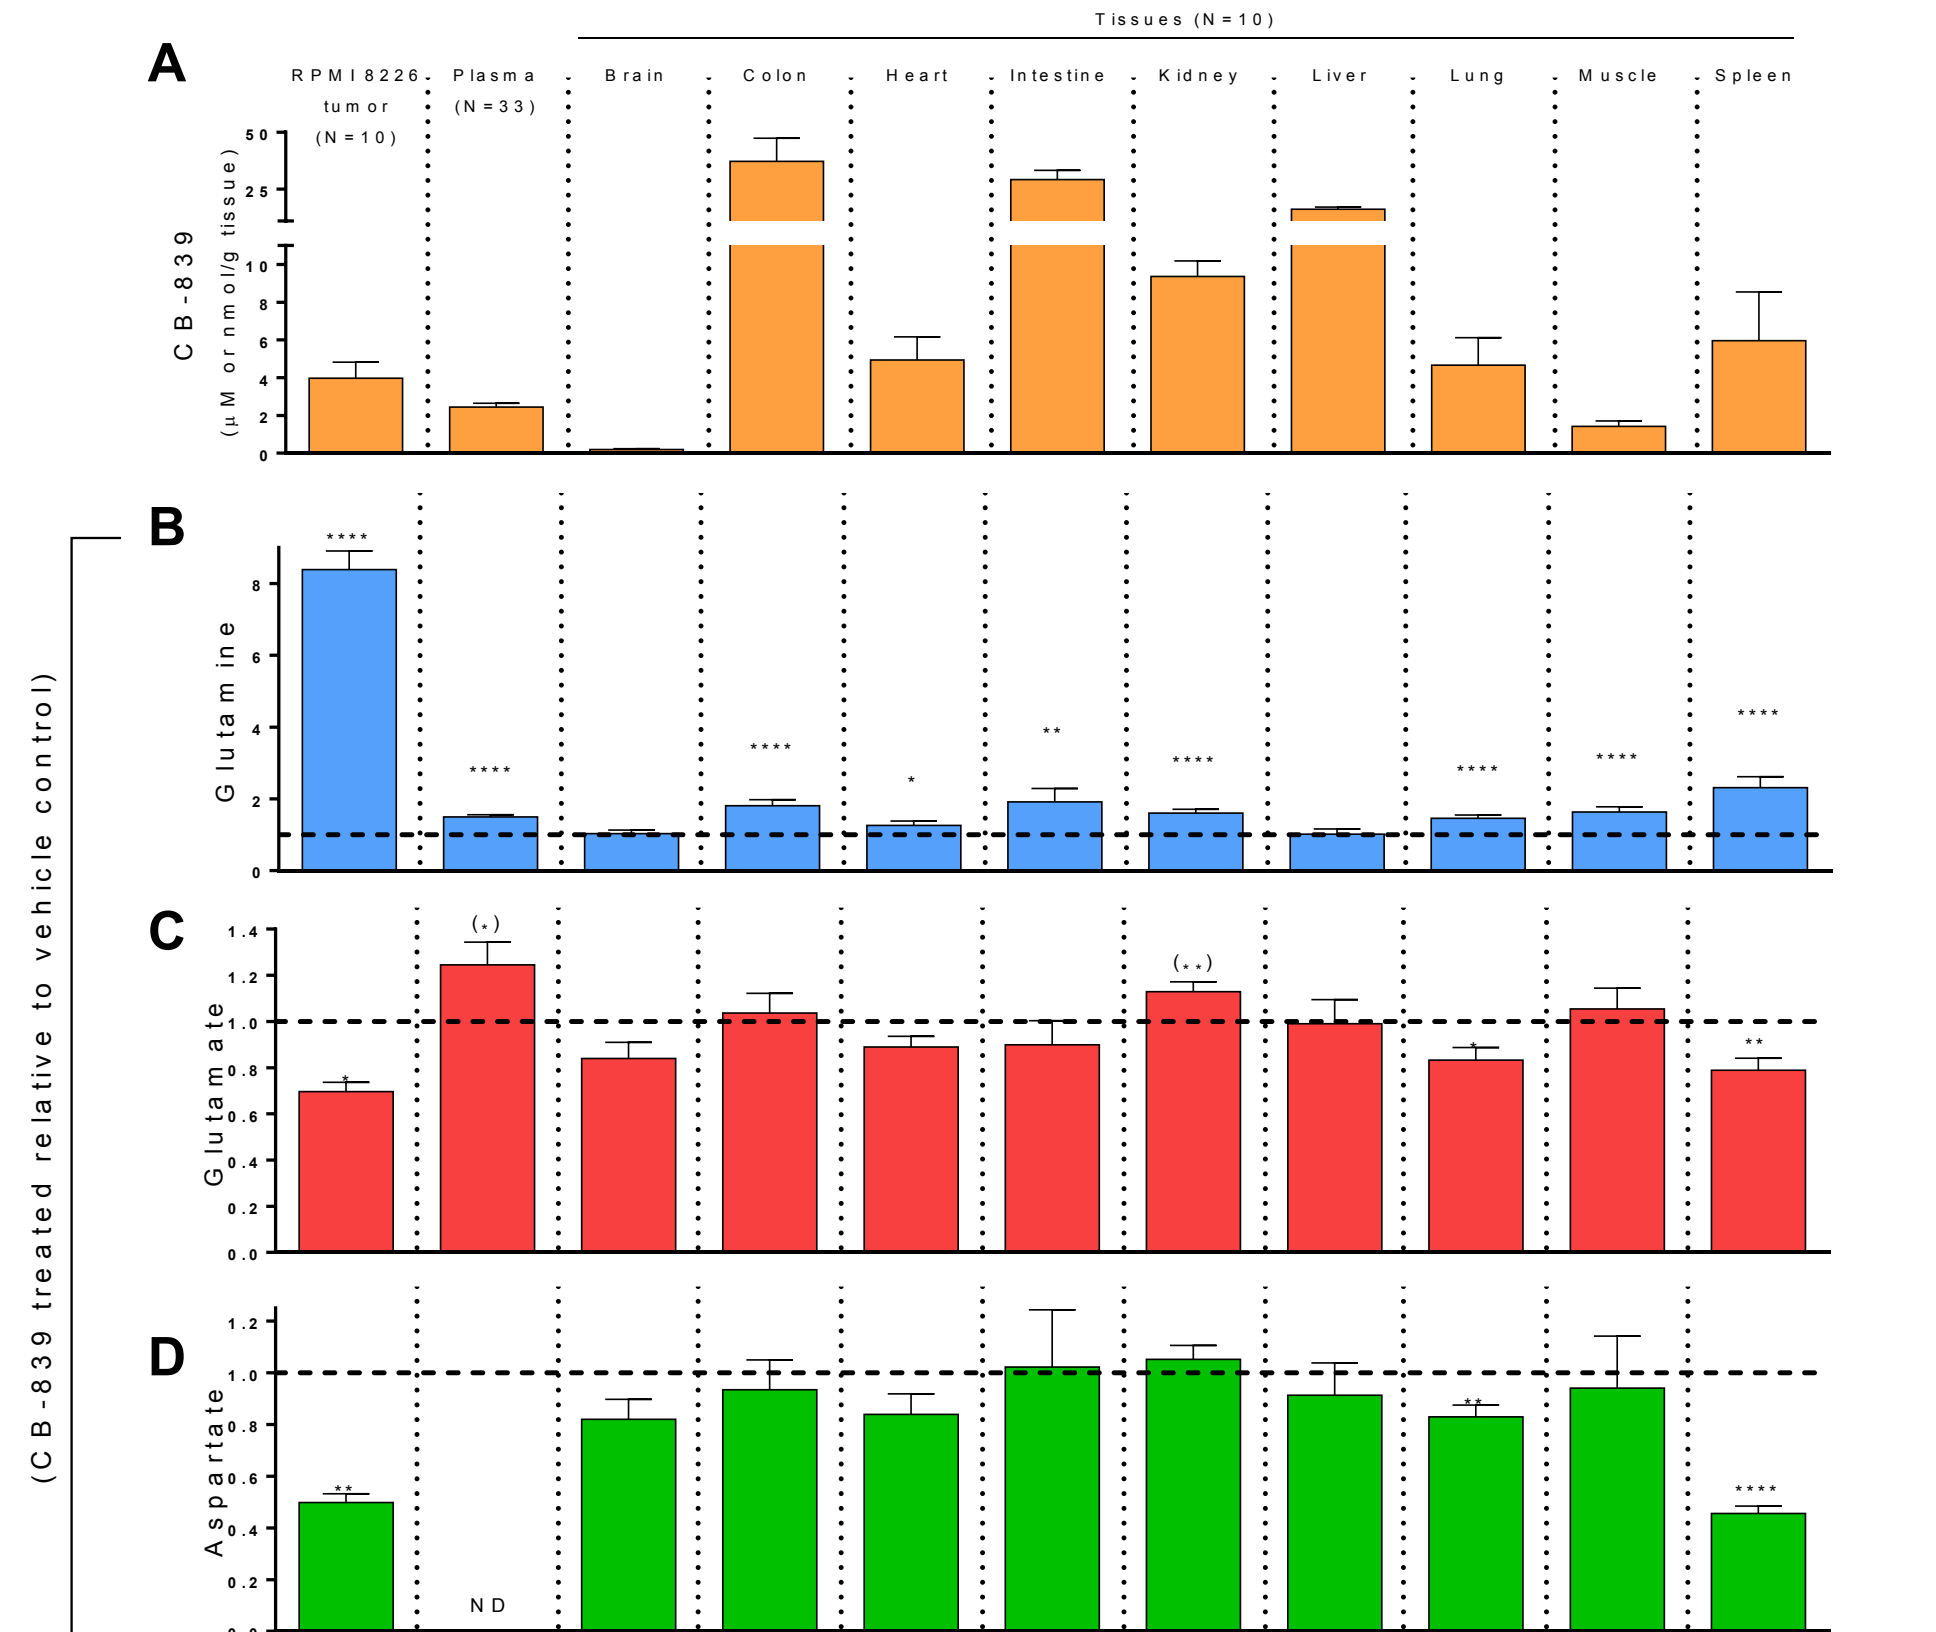 Tissues (N=10)
A
RPMI8226 tumor (N=10)
Plasma (N=33)
Brain
Colon
Heart
Intestine
Kidney
Liver
Lung
Muscle
Spleen
CB-839
(µM or nmol/g tissue)
50
25
10
8
6
4
2
0
(CB-839 treated relative to vehicle control)
B
Glutamine
8
6
4
2
0
****
****
****
*
**
****
****
****
****
C
Glutamate
1.4
1.2
1.0
0.8
0.6
0.4
0.2
0.0
*
(*)
(**)
*
**
D
Aspartate
1.2
1.0
0.8
0.6
0.4
0.2
**
ND
**
****